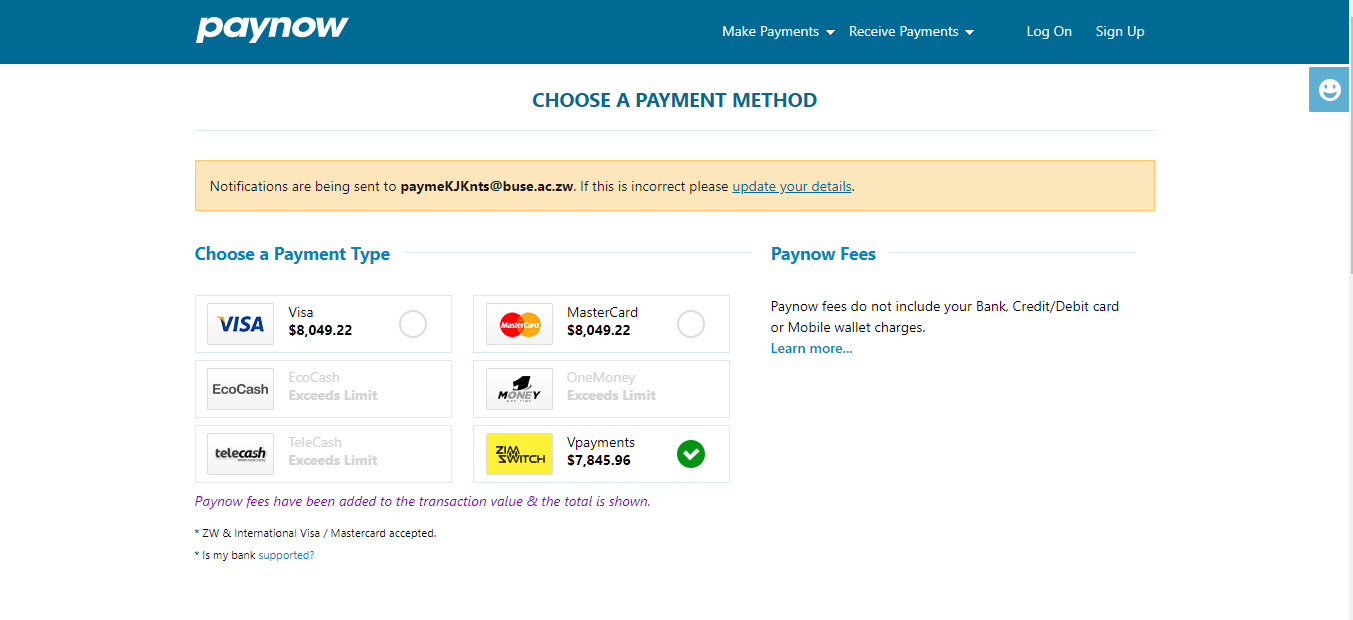 paynow
Make Payments Receive Payments Log On Sign Up
CHOOSE A PAYMENT METHOD
Notifications are being sent to paymeKJKnts@buse.ac.zw. If this is incorrect please update your details.
Choose a Payment Type
Paynow Fees
VISA
Visa
$8,049.22
MasterCard
MasterCard
$8,049.22
Paynow fees do not include your Bank, Credit/Debit card
or Mobile wallet charges.
Learn more...
EcoCash
EcoCash
Exceeds Limit
1
MONEY
OneMoney
Exceeds Limit
telecash
TeleCash
Exceeds Limit
ZIM
SWITCH
Vpayments
$7,845.96
Paynow fees have been added to the transaction value & the total is shown.
* ZW & International Visa / Mastercard accepted.
* Is my bank supported?